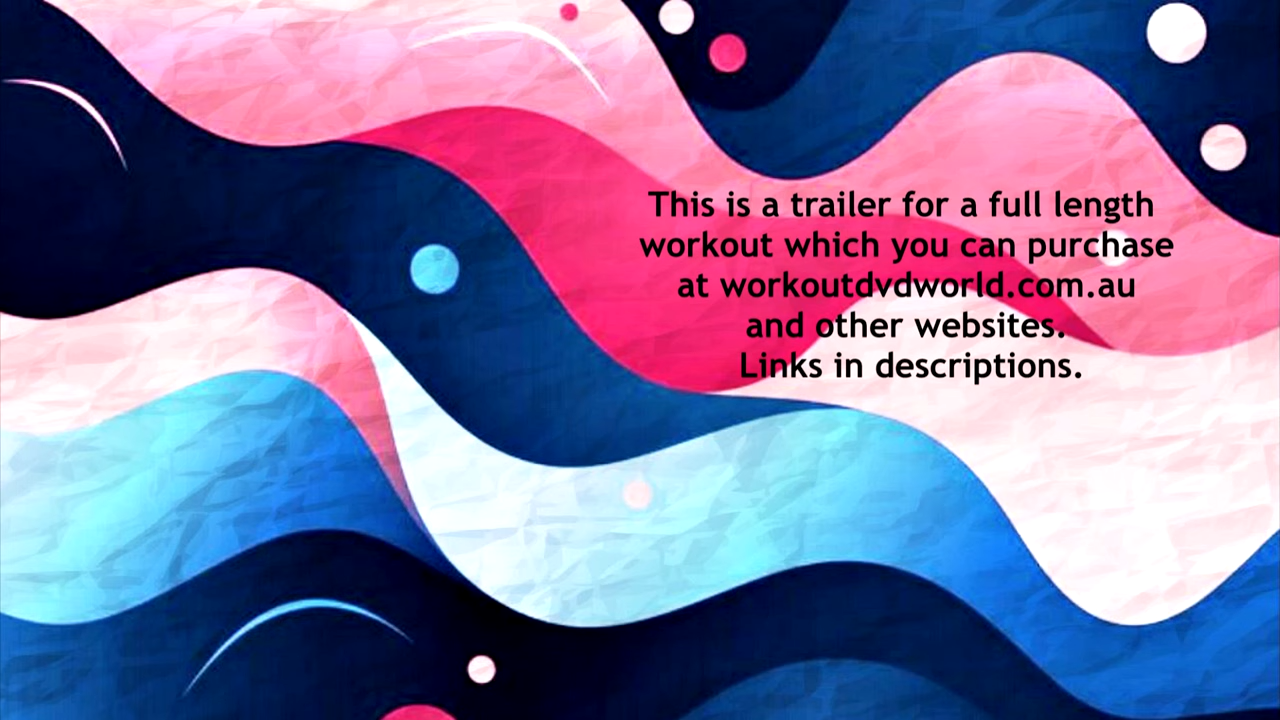 This is a trailer for a full length
workout which you can purchase
at workoutdvdworld.com.au
and other websites.
Links in descriptions.